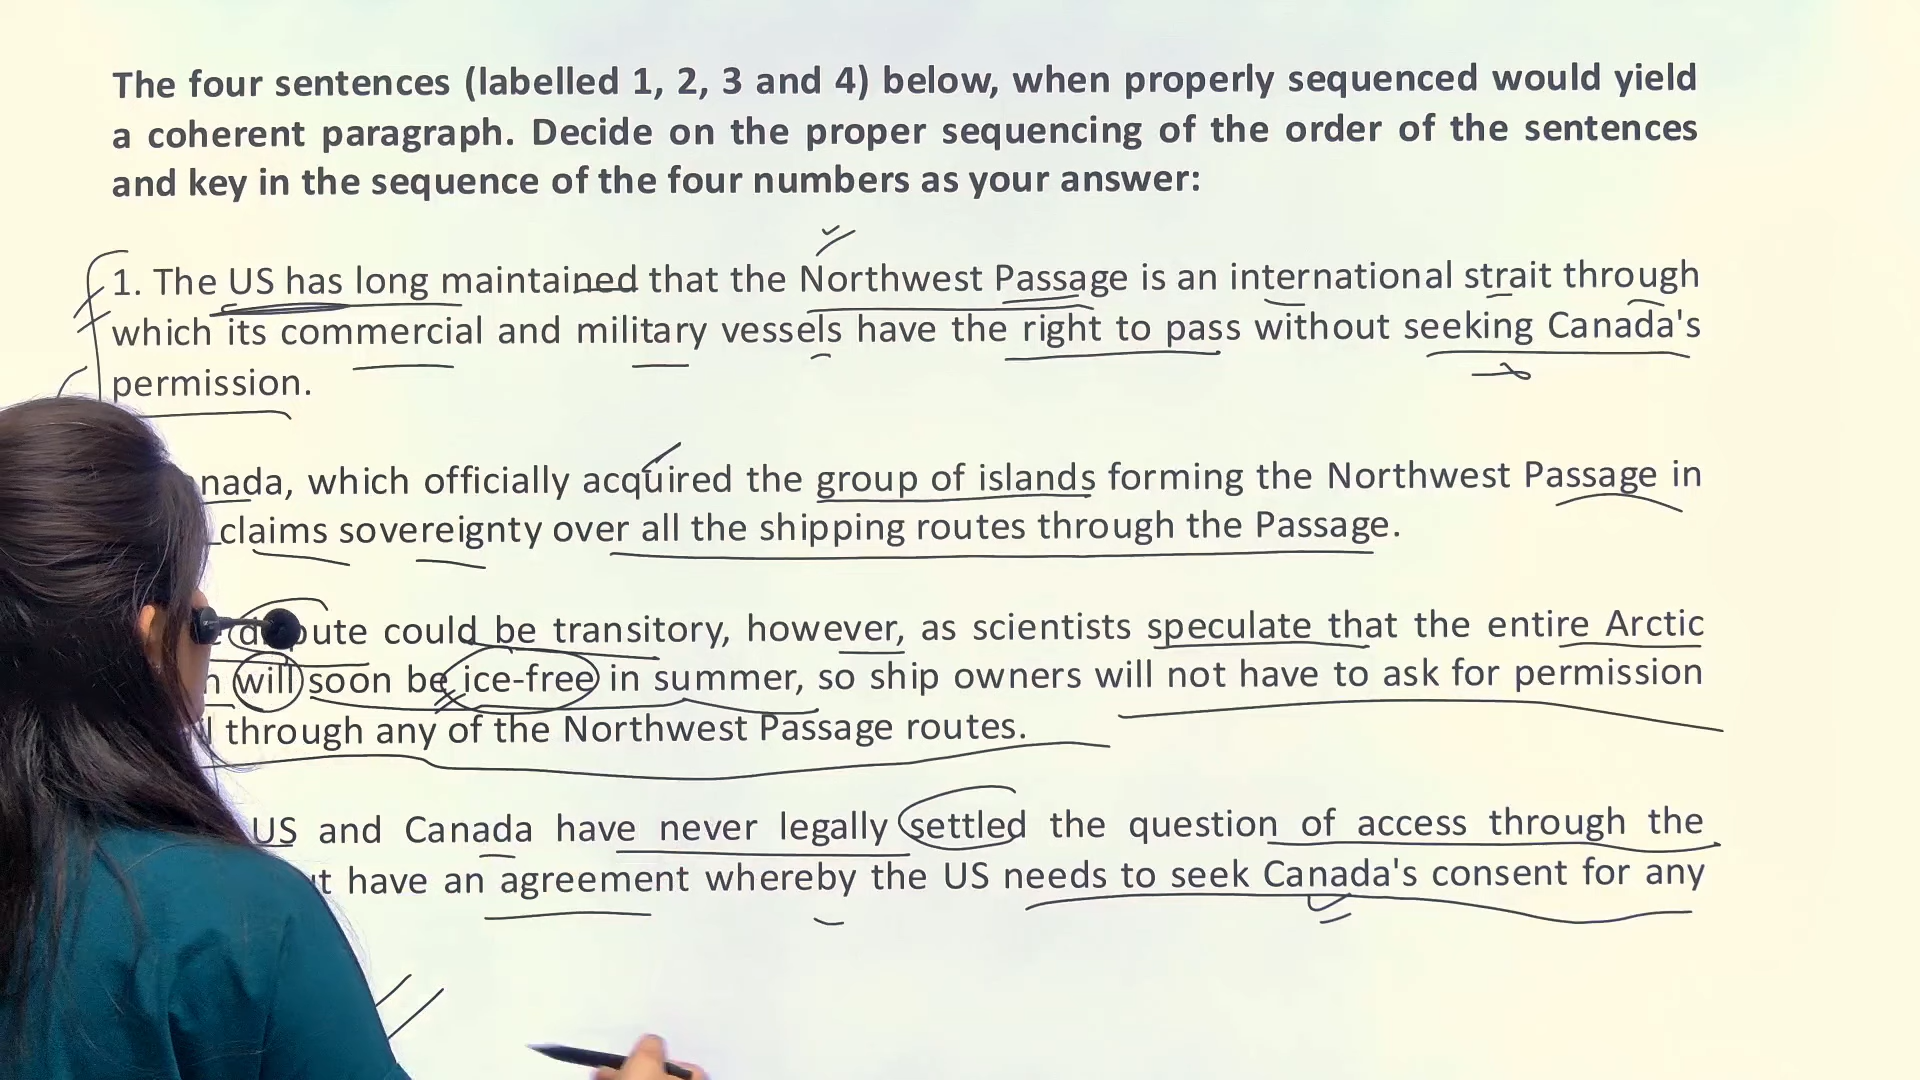 The four sentences (labelled 1, 2, 3 and 4) below, when properly sequenced would yield
a coherent paragraph. Decide on the proper sequencing of the order of the sentences
and key in the sequence of the four numbers as your answer:
1. The US has long maintained that the Northwest Passage is an international strait through
which its commercial and military vessels have the right to pass without seeking Canada's
permission.
which officially acquired the group of islands forming the Northwest Passage in
claims sovereignty over all the shipping routes through the Passage.
could be transitory, however, as scientists speculate that the entire Arctic
will soon be ice-free in summer, so ship owners will not have to ask for permission
through any of the Northwest Passage routes.
US and Canada have never legally settled the question of access through the
have an agreement whereby the US needs to seek Canada's consent for any